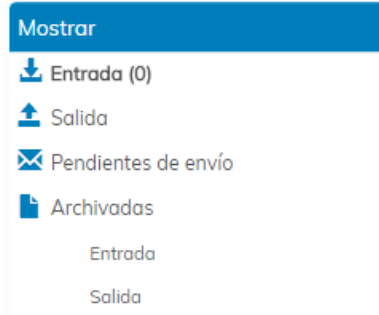 Mostrar
Entrada (0)
Salida
Pendientes de envío
Archivadas
Entrada
Salida